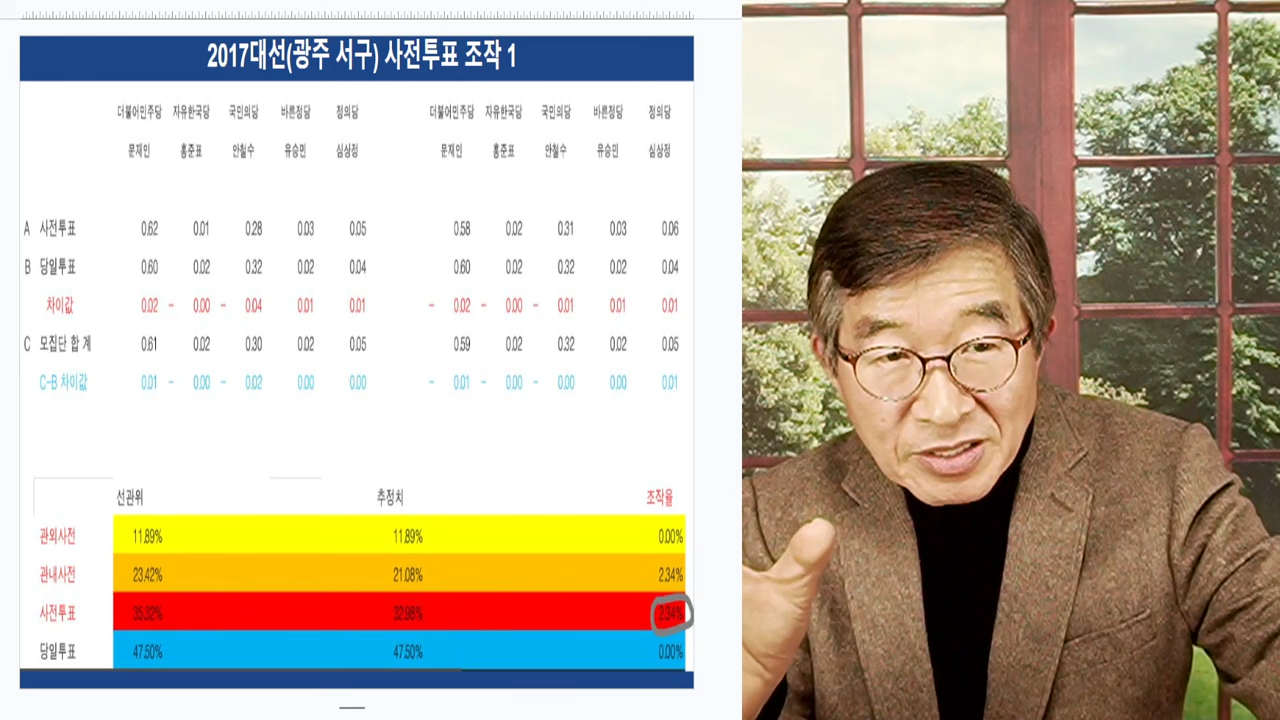 2017대선(광주 서구) 사전투표 조작 1
더불어민주당 자유한국당 국민의당 바른정당 정의당 더불어민주당 자유한국당 국민의당 바른정당 정의당
문재인 홍준표 안철수 유승민 심상정 문재인 홍준표 안철수 유승민 심상정
A 사전투표 0.62 0.01 0.28 0.03 0.05 0.58 0.02 0.31 0.03 0.06
B 당일투표 0.60 0.02 0.32 0.02 0.04 0.60 0.02 0.32 0.02 0.04
차이값 0.02 - 0.00 - 0.04 0.01 0.01 - 0.02 - 0.00 - 0.01 0.01 0.01
C 모집단 합 계 0.61 0.02 0.30 0.02 0.05 0.59 0.02 0.32 0.02 0.05
C-B 차이값 0.01 - 0.00 - 0.02 0.00 0.00 - 0.01 - 0.00 - 0.00 0.00 0.01
선관위 추정치 조작율
관외사전 11.89% 11.89% 0.00%
관내사전 23.42% 21.08% 2.34%
사전투표 35.32% 32.98% 2.34%
당일투표 47.50% 47.50% 0.00%